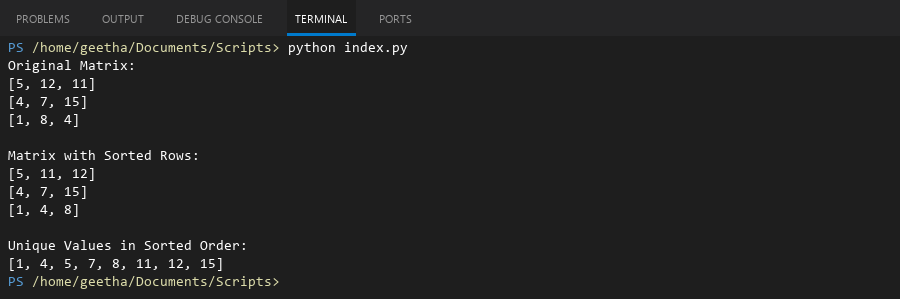 PROBLEMS OUTPUT DEBUG CONSOLE TERMINAL PORTS
PS /home/geetha/Documents/Scripts> python index.py
Original Matrix:
[5, 12, 11]
[4, 7, 15]
[1, 8, 4]
Matrix with Sorted Rows:
[5, 11, 12]
[4, 7, 15]
[1, 4, 8]
Unique Values in Sorted Order:
[1, 4, 5, 7, 8, 11, 12, 15]
PS /home/geetha/Documents/Scripts>